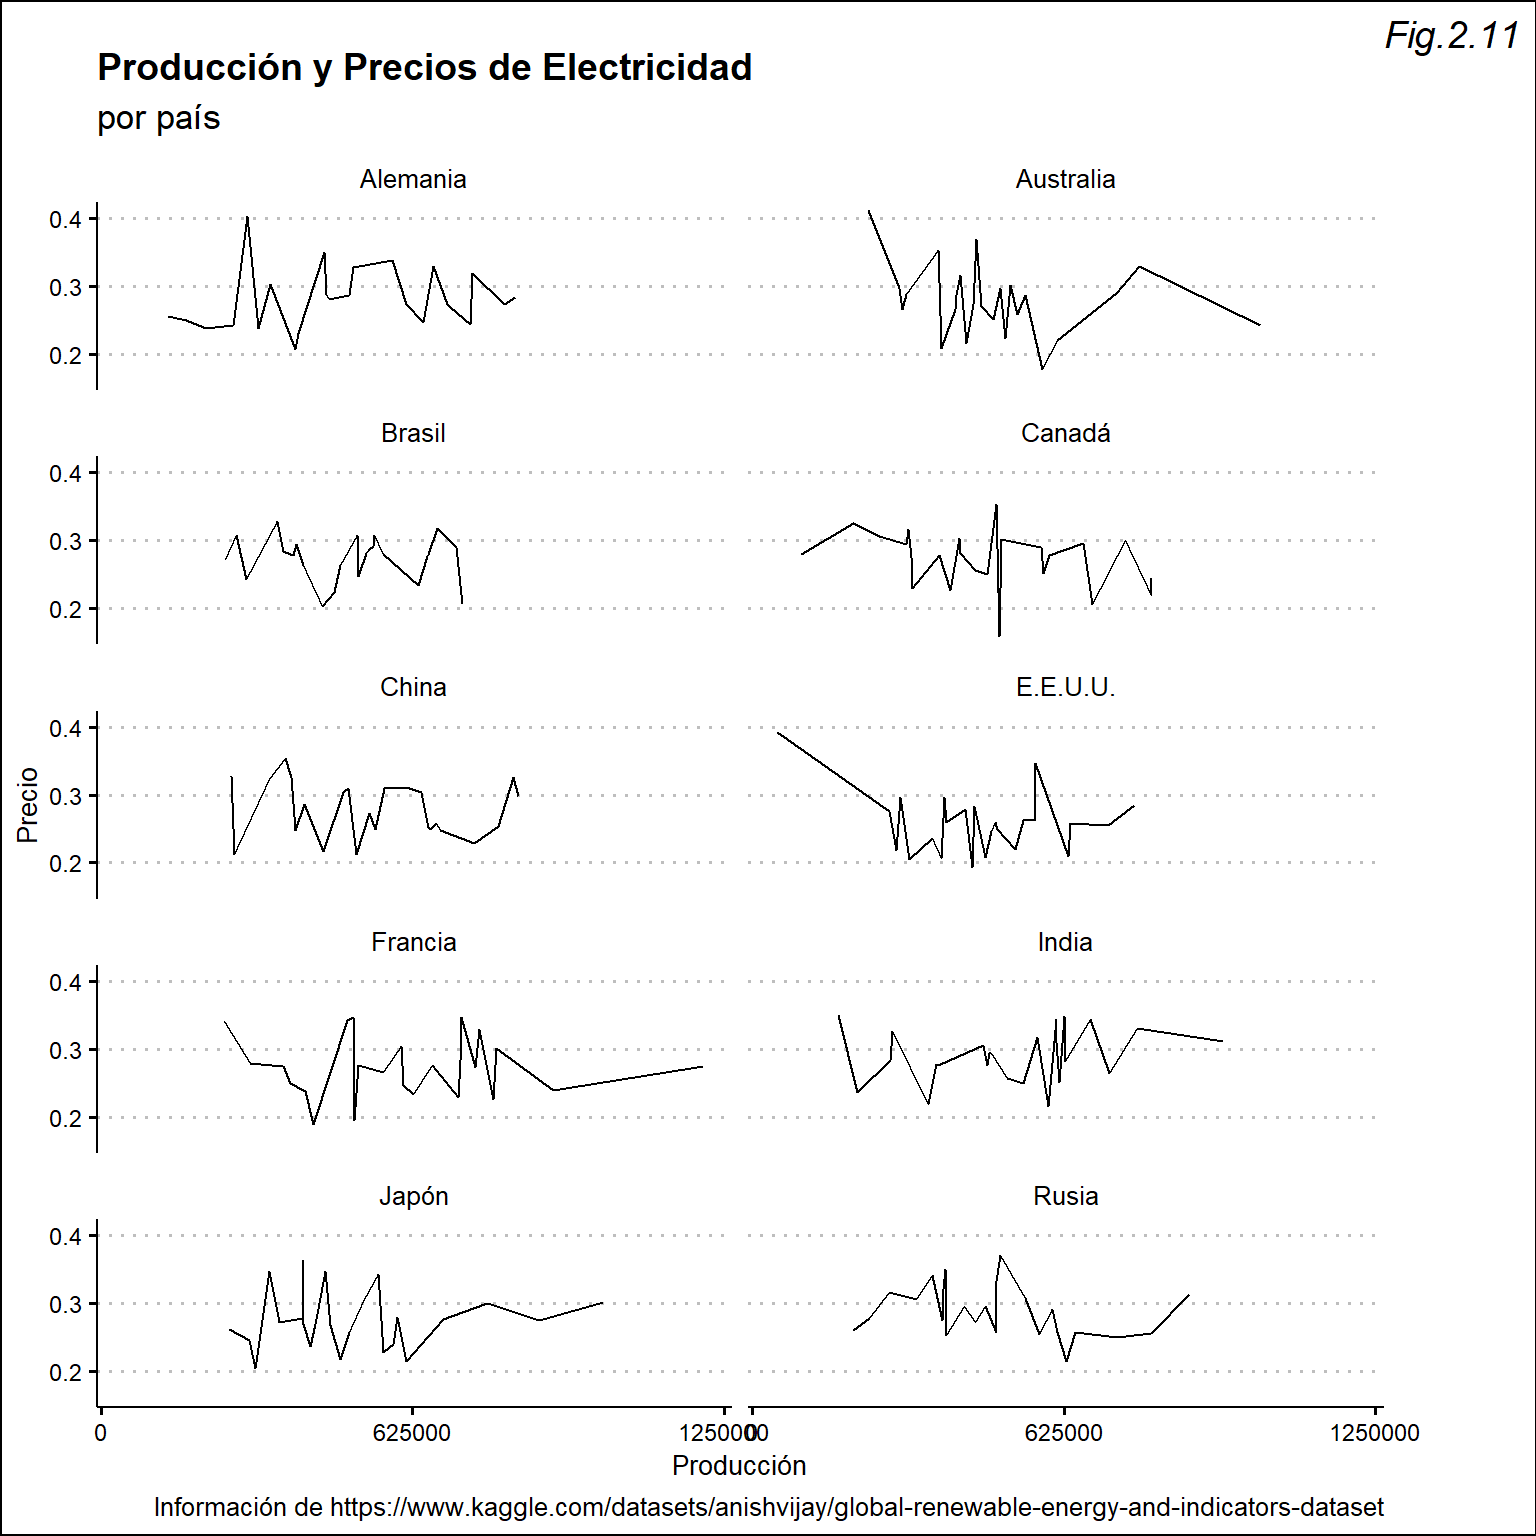 Fig.2.11
Producción y Precios de Electricidad
por país
Alemania
Australia
0.4
0.3
0.2
Brasil
Canadá
0.4
0.3
0.2
China
E.E.U.U.
0.4
0.3
0.2
Precio
Francia
India
0.4
0.3
0.2
Japón
Rusia
0.4
0.3
0.2
0 625000 1250000
0 625000 1250000
Producción
Información de https://www.kaggle.com/datasets/anishvijay/global-renewable-energy-and-indicators-dataset